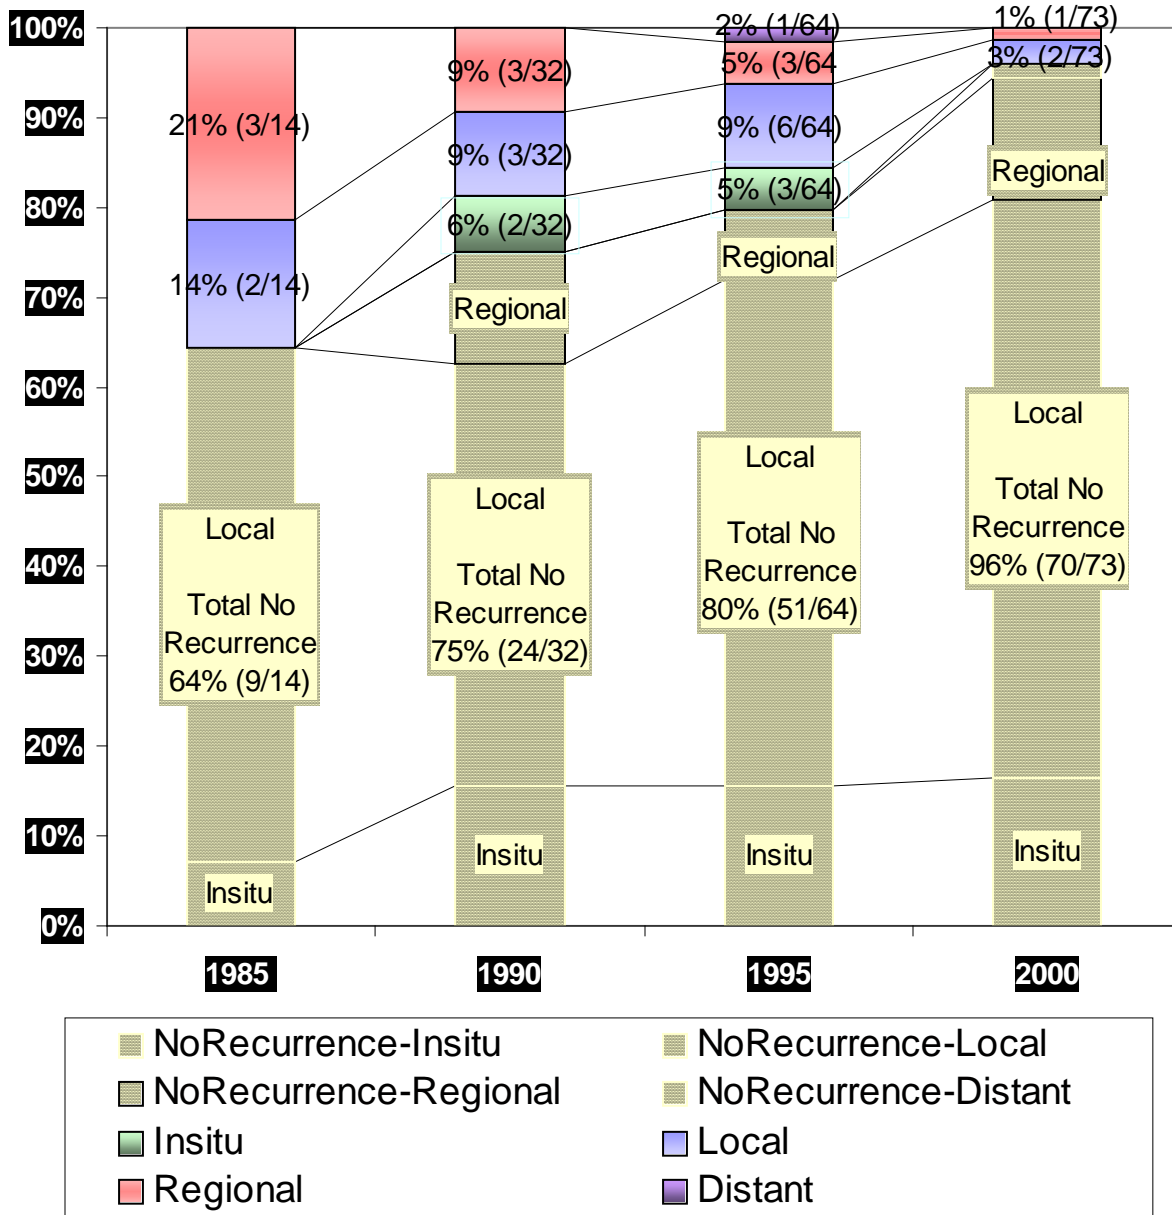 100%
90%
80%
70%
60%
50%
40%
30%
20%
10%
0%
21% (3/14)
14% (2/14)
Local
Total No
Recurrence
64% (9/14)
Insitu
9% (3/32)
9% (3/32)
6% (2/32)
Regional
Local
Total No
Recurrence
75% (24/32)
Insitu
2% (1/64)
5% (3/64
9% (6/64)
5% (3/64)
Regional
Local
Total No
Recurrence
80% (51/64)
Insitu
1% (1/73)
3% (2/73)
Regional
Local
Total No
Recurrence
96% (70/73)
Insitu
1985 1990 1995 2000
NoRecurrence-Insitu NoRecurrence-Local
NoRecurrence-Regional NoRecurrence-Distant
Insitu Local
Regional Distant